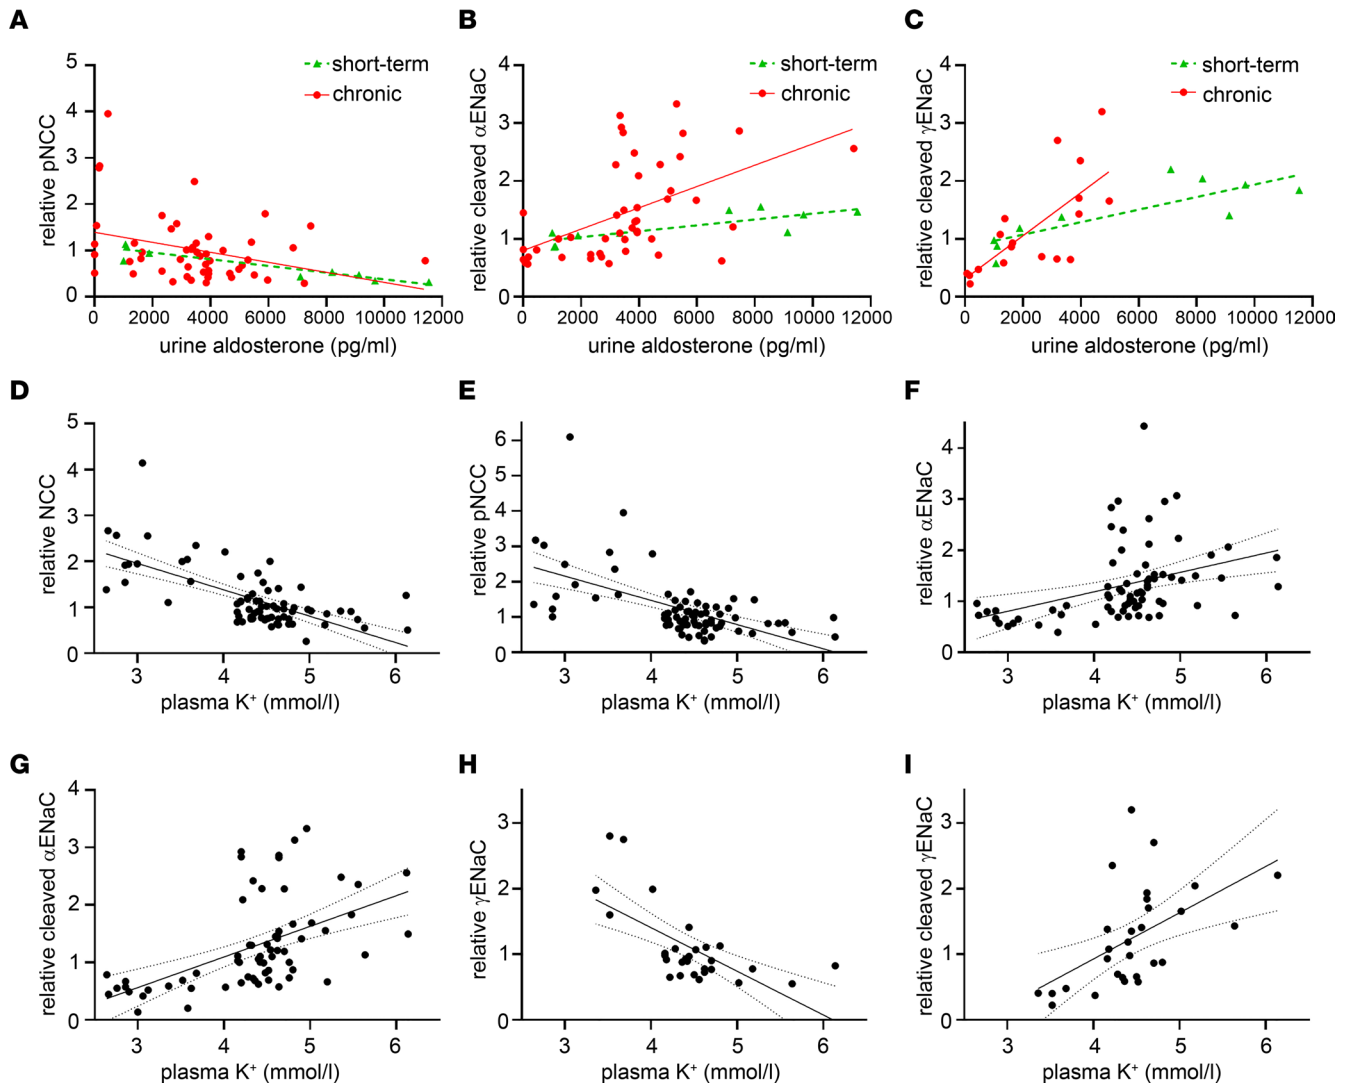 A
B
C
relative pNCC
5
4
3
2
1
0
0 2000 4000 6000 8000 10000 12000
urine aldosterone (pg/ml)
short-term
chronic
relative cleaved αENaC
4
3
2
1
0
0 2000 4000 6000 8000 10000 12000
urine aldosterone (pg/ml)
short-term
chronic
relative cleaved γENaC
4
3
2
1
0
0 2000 4000 6000 8000 10000 12000
urine aldosterone (pg/ml)
short-term
chronic
D
E
F
relative NCC
5
4
3
2
1
0
3 4 5 6
plasma K⁺ (mmol/l)
relative pNCC
6
5
4
3
2
1
0
3 4 5 6
plasma K⁺ (mmol/l)
relative αENaC
4
3
2
1
0
3 4 5 6
plasma K⁺ (mmol/l)
G
H
I
relative cleaved αENaC
4
3
2
1
0
3 4 5 6
plasma K⁺ (mmol/l)
relative γENaC
3
2
1
0
3 4 5 6
plasma K⁺ (mmol/l)
relative cleaved γENaC
3
2
1
0
3 4 5 6
plasma K⁺ (mmol/l)